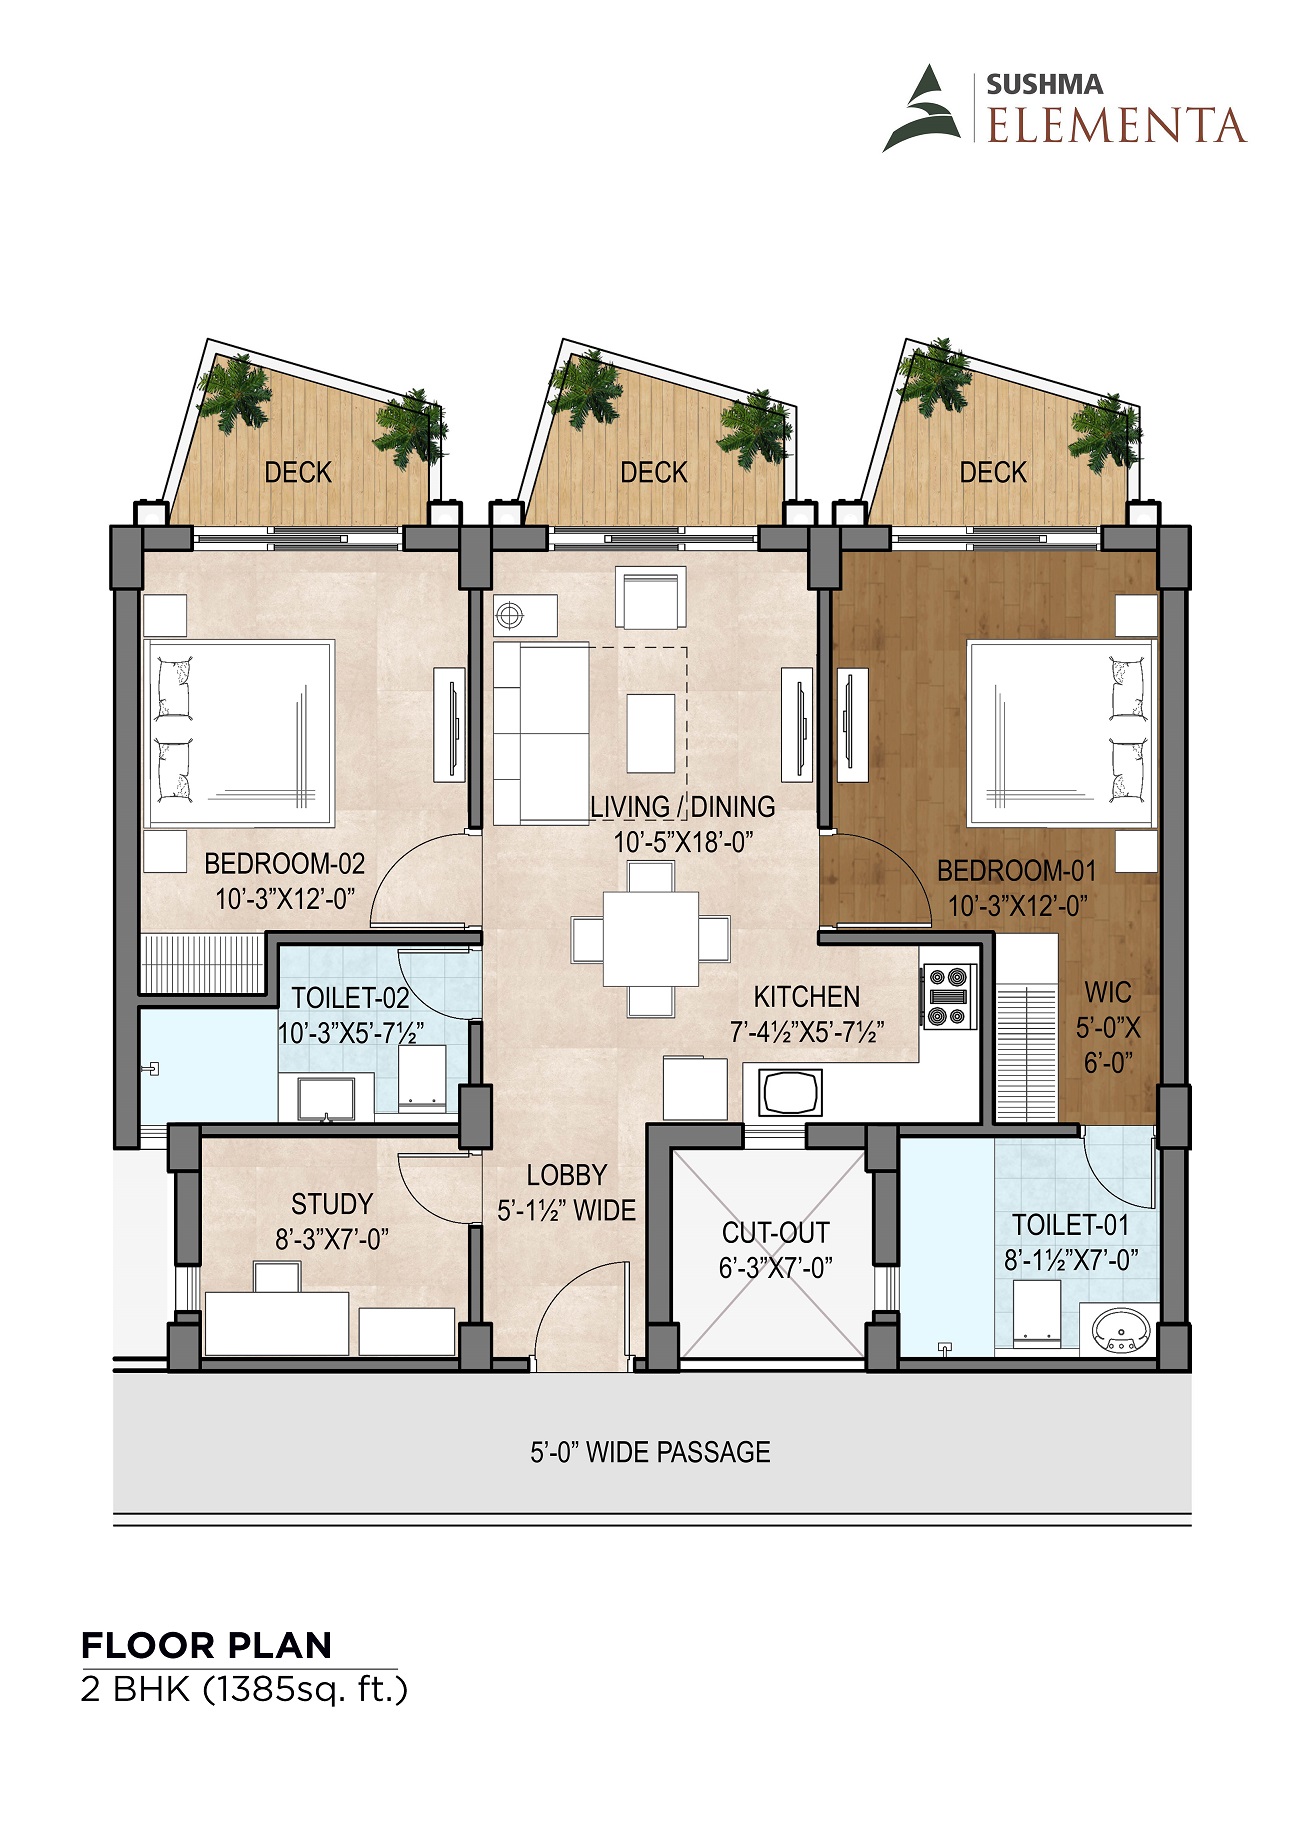 SUSHMA
ELEMENTA
DECK
DECK
DECK
LIVING / DINING
10’-5”X18’-0”
BEDROOM-02
10’-3”X12’-0”
BEDROOM-01
10’-3”X12’-0”
TOILET-02
10’-3”X5’-7½”
KITCHEN
7’-4½”X5’-7½”
WIC
5’-0”X
6’-0”
STUDY
8’-3”X7’-0”
LOBBY
5’-1½” WIDE
CUT-OUT
6’-3”X7’-0”
TOILET-01
8’-1½”X7’-0”
5’-0” WIDE PASSAGE
FLOOR PLAN
2 BHK (1385sq. ft.)